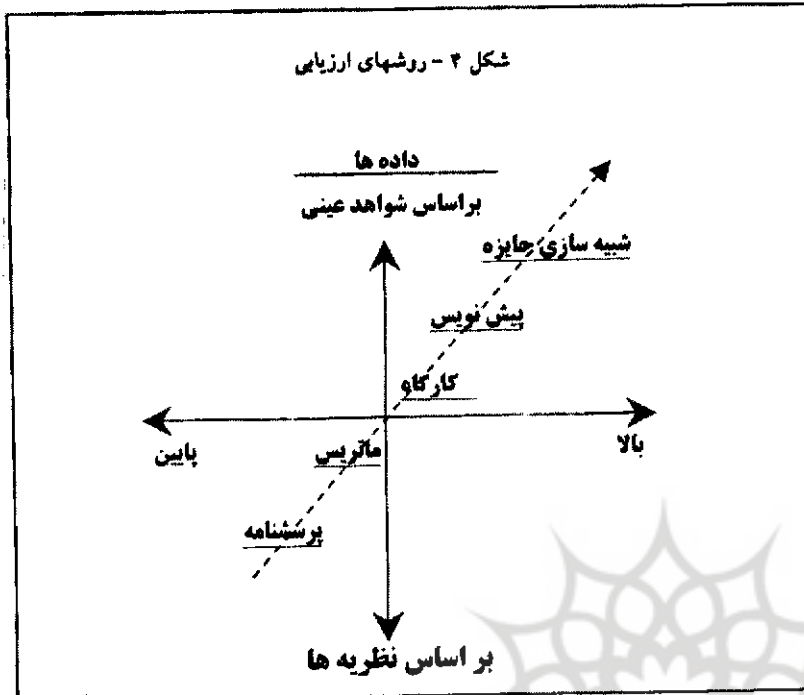 شکل ۳ - روشهای ارزیابی
داده ها
براساس شواهد عینی
شبیه سازی جایزه
پیش نویس
کارگاه
بالا
پایین
ماتریس
پرسشنامه
بر اساس نظریه ها